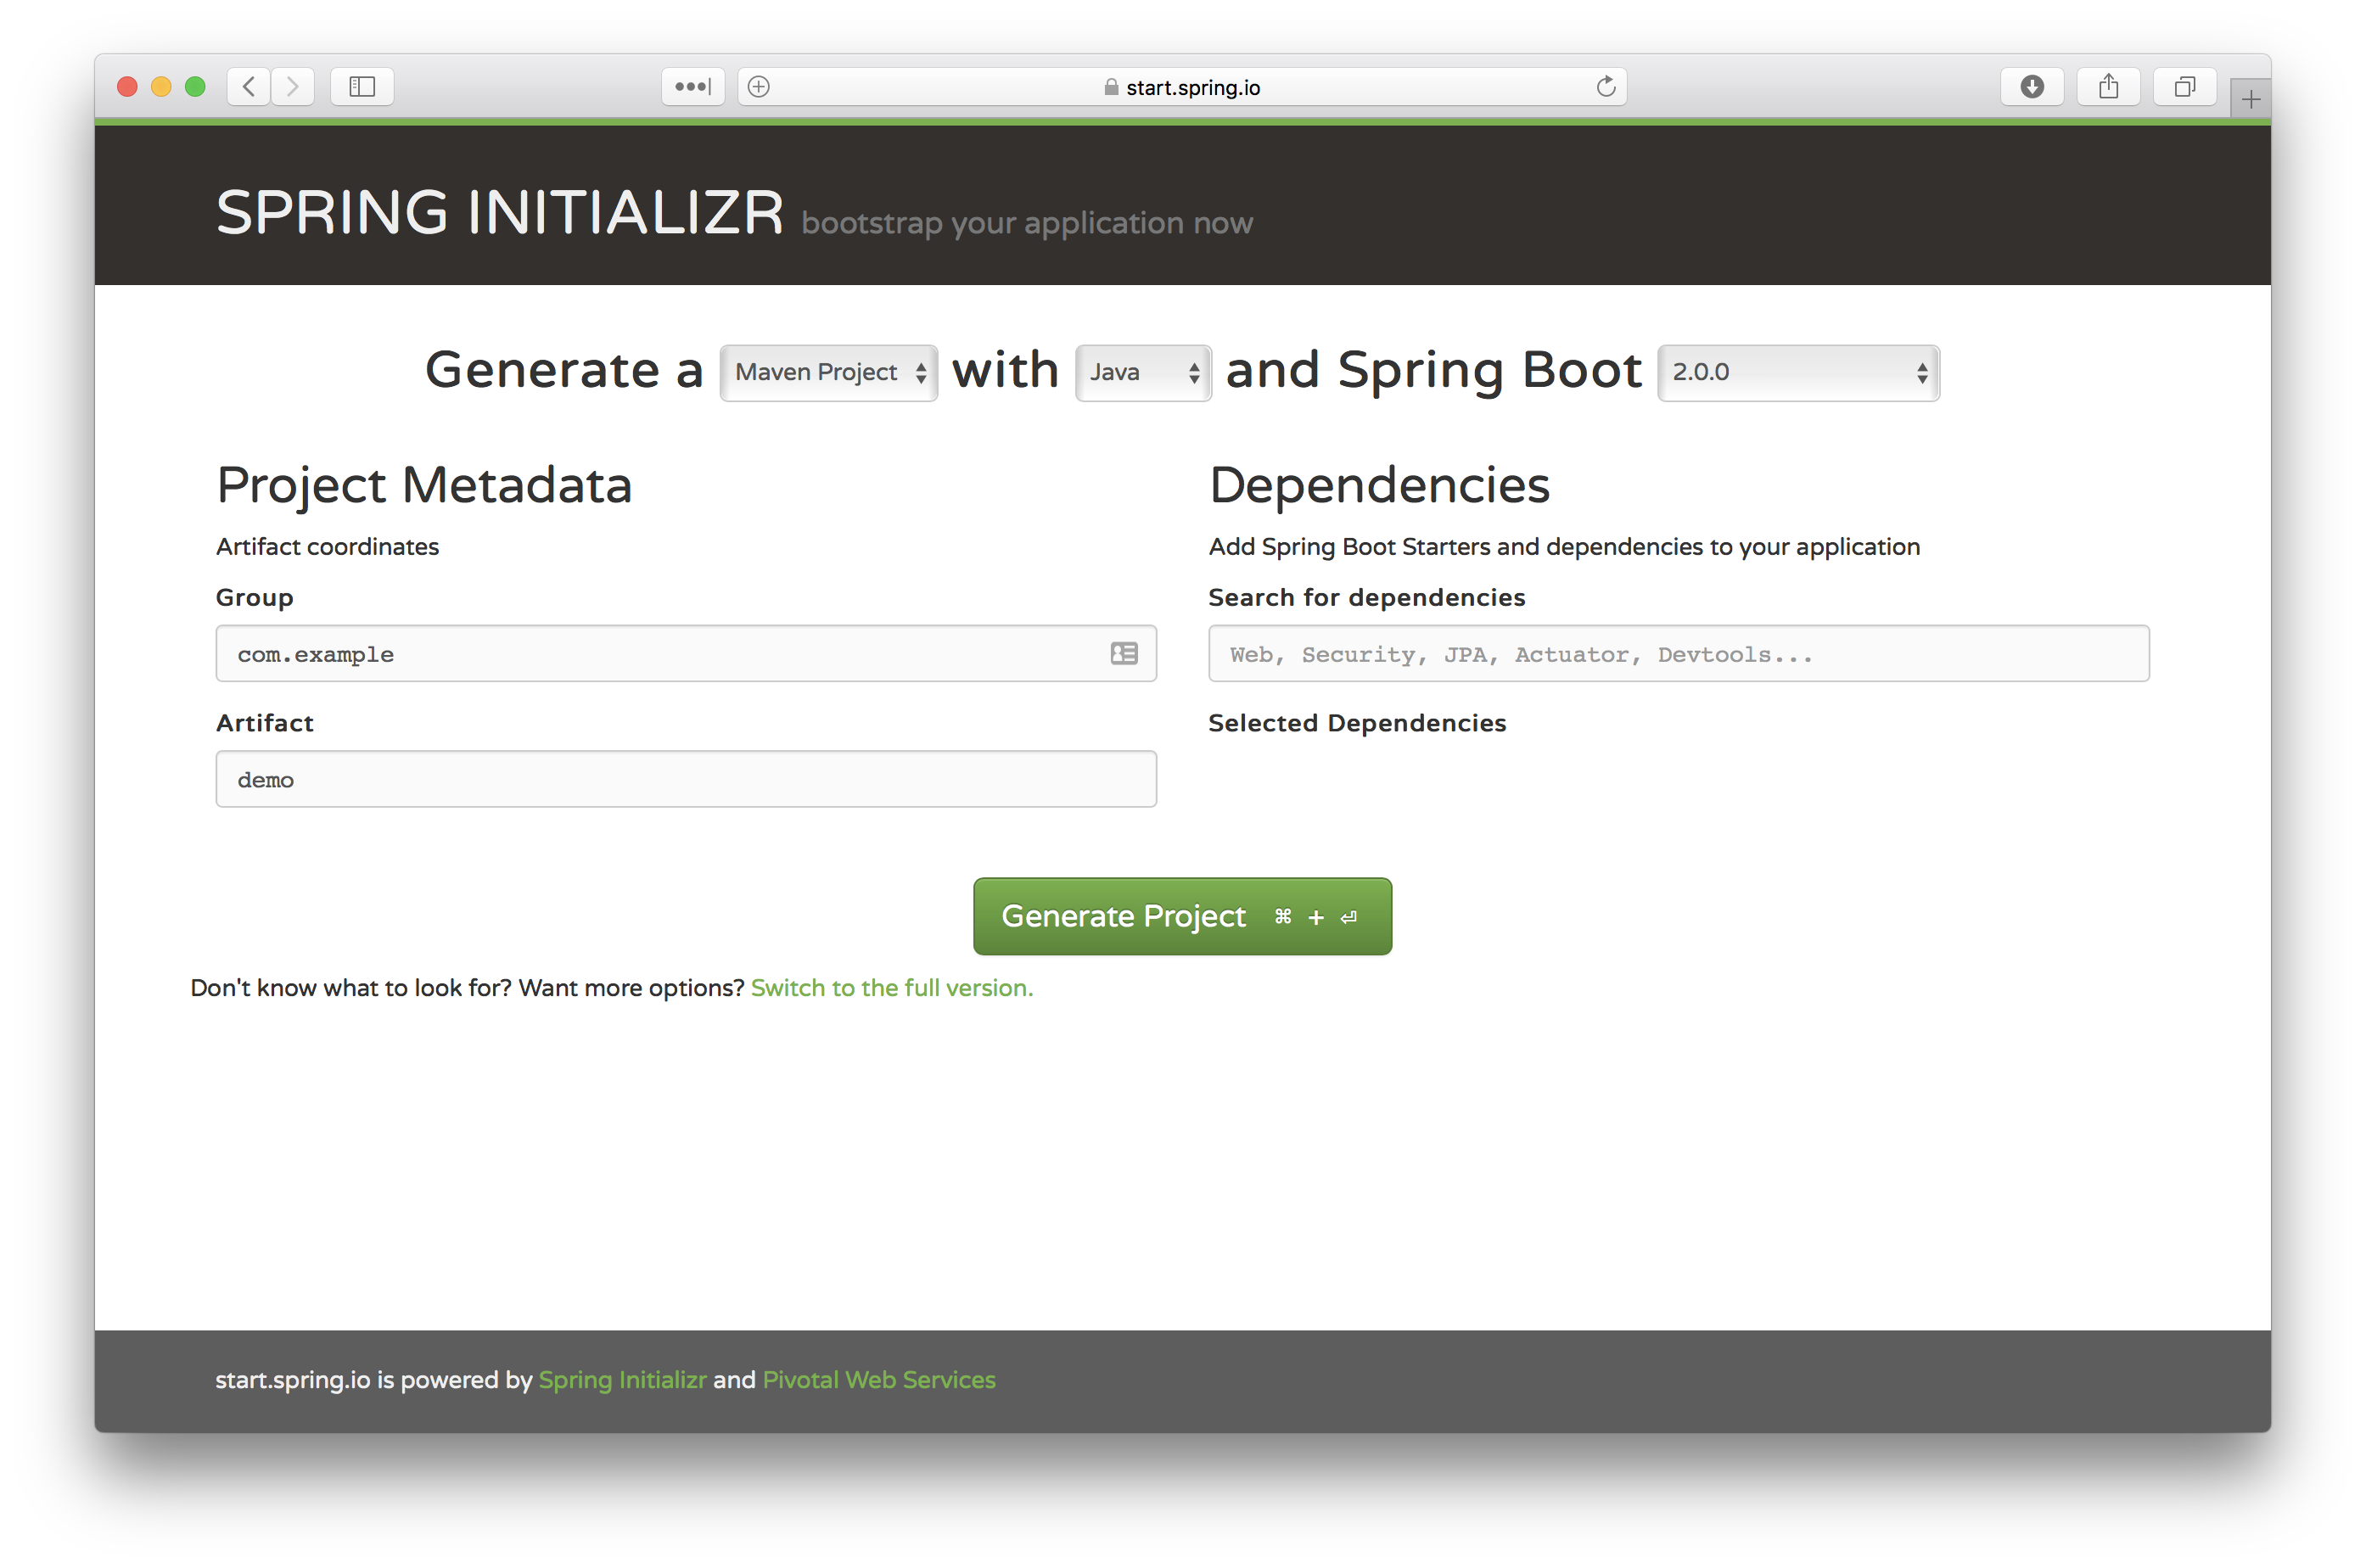 start.spring.io
SPRING INITIALIZR bootstrap your application now
Generate a Maven Project with Java and Spring Boot 2.0.0
Project Metadata
Artifact coordinates
Group
com.example
Artifact
demo
Dependencies
Add Spring Boot Starters and dependencies to your application
Search for dependencies
Web, Security, JPA, Actuator, Devtools...
Selected Dependencies
Generate Project ⌘ + ⏎
Don't know what to look for? Want more options? Switch to the full version.
start.spring.io is powered by Spring Initializr and Pivotal Web Services